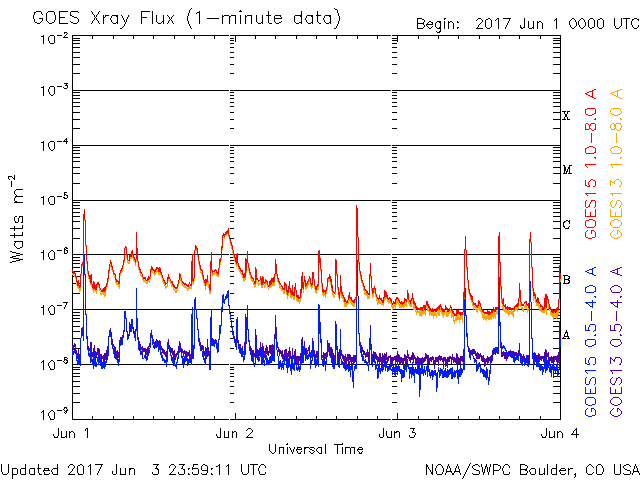 GOES Xray Flux (1-minute data)
Begin: 2017 Jun 1 0000 UTC
10⁻²
10⁻³
10⁻⁴
10⁻⁵
10⁻⁶
10⁻⁷
10⁻⁸
10⁻⁹
Watts m⁻²
X
M
C
B
A
GOES15 1.0-8.0 A
GOES13 1.0-8.0 A
GOES15 0.5-4.0 A
GOES13 0.5-4.0 A
Jun 1 Jun 2 Jun 3 Jun 4
Universal Time
Updated 2017 Jun 3 23:59:11 UTC
NOAA/SWPC Boulder, CO USA